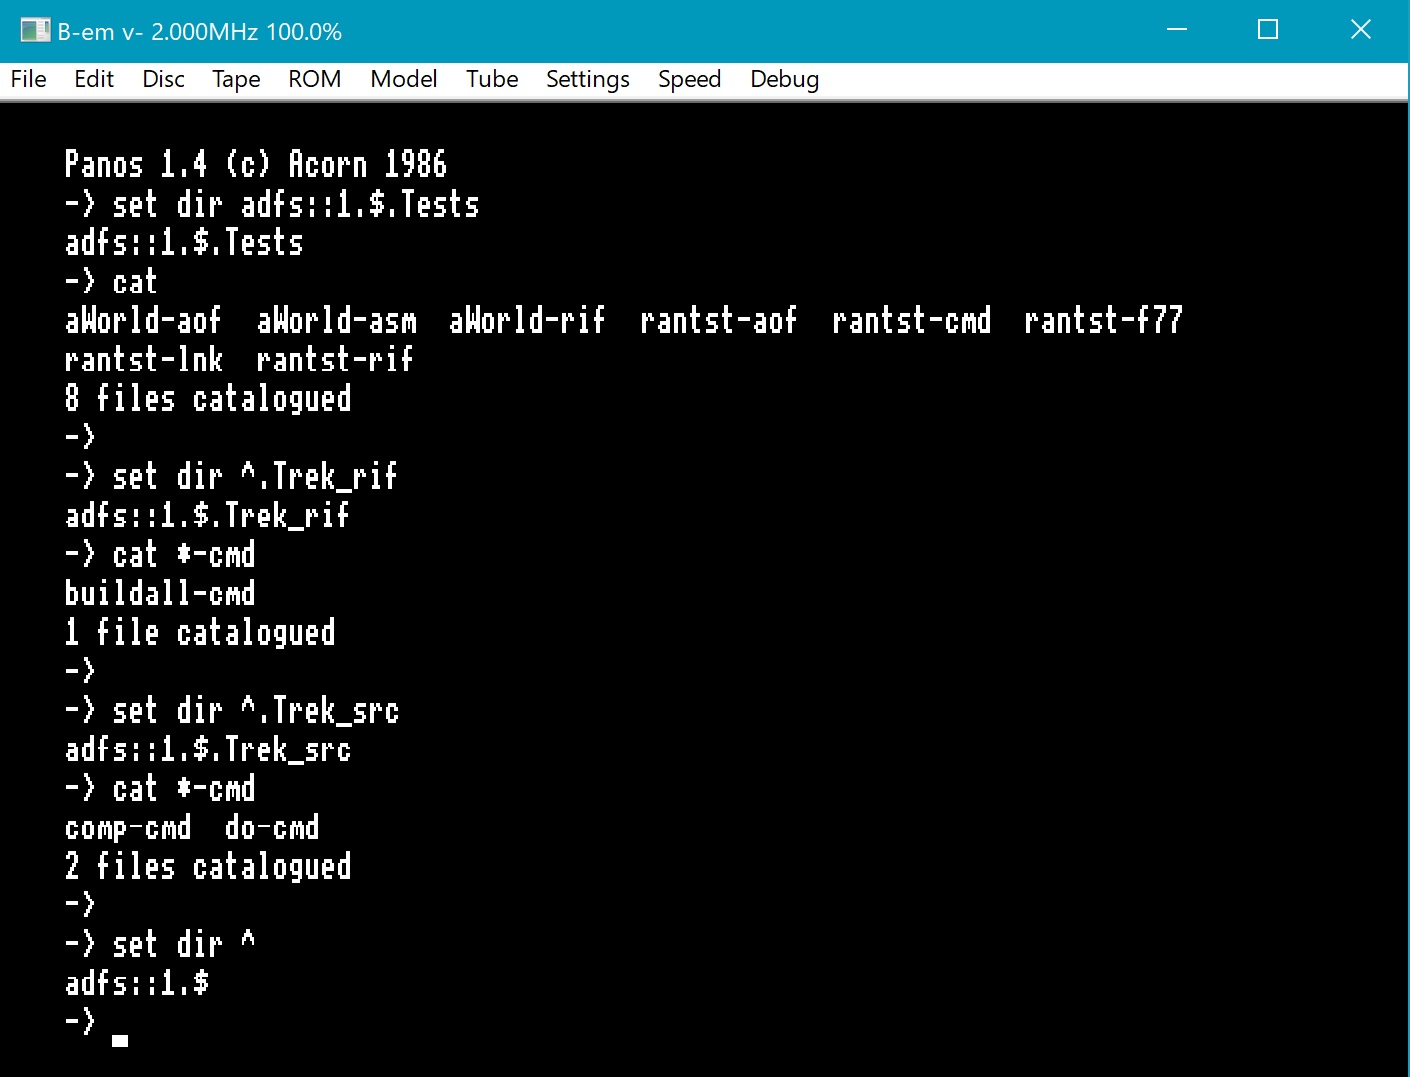 B-em v- 2.000MHz 100.0%
File Edit Disc Tape ROM Model Tube Settings Speed Debug
Panos 1.4 (c) Acorn 1986
-> set dir adfs::1.$.Tests
adfs::1.$.Tests
-> cat
aWorld-aof  aWorld-asm  aWorld-rif  rantst-aof  rantst-cmd  rantst-f77
rantst-lnk  rantst-rif
8 files catalogued
->
-> set dir ^.Trek_rif
adfs::1.$.Trek_rif
-> cat *-cmd
buildall-cmd
1 file catalogued
->
-> set dir ^.Trek_src
adfs::1.$.Trek_src
-> cat *-cmd
comp-cmd  do-cmd
2 files catalogued
->
-> set dir ^
adfs::1.$
->